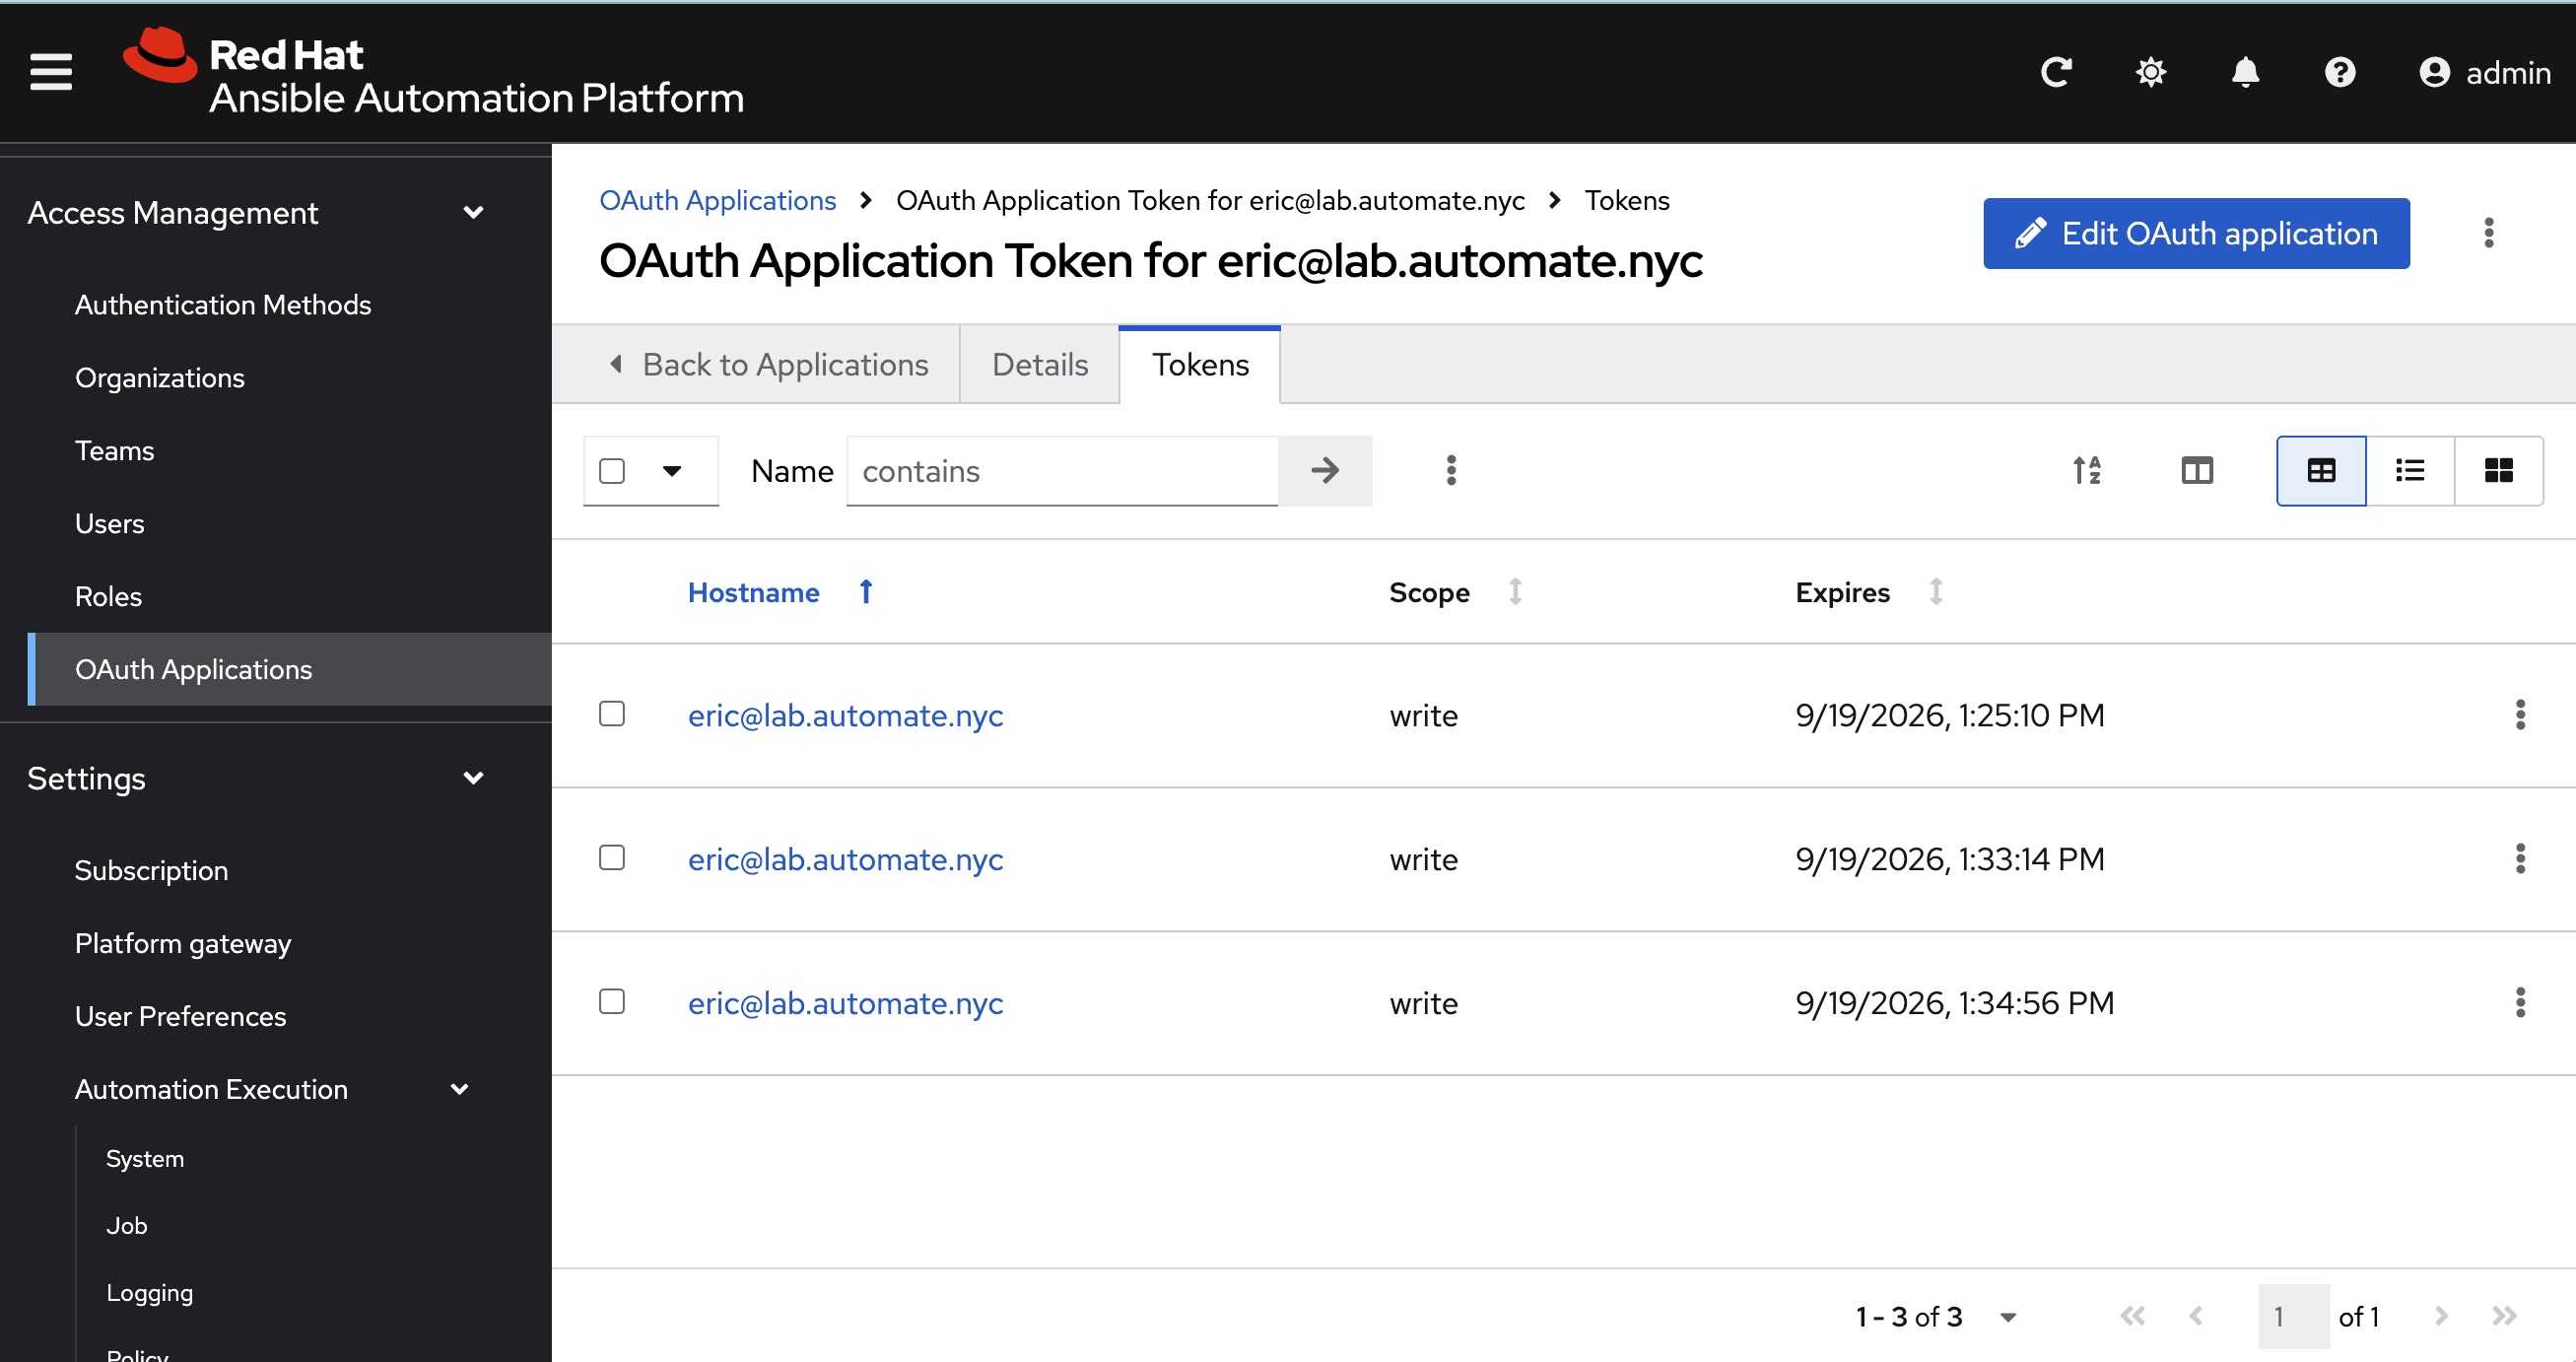 Red Hat
Ansible Automation Platform
admin
Access Management
Authentication Methods
Organizations
Teams
Users
Roles
OAuth Applications
Settings
Subscription
Platform gateway
User Preferences
Automation Execution
System
Job
Logging
Policy
OAuth Applications > OAuth Application Token for eric@lab.automate.nyc > Tokens
OAuth Application Token for eric@lab.automate.nyc
Edit OAuth application
Back to Applications Details Tokens
Name contains
Hostname Scope Expires
eric@lab.automate.nyc write 9/19/2026, 1:25:10 PM
eric@lab.automate.nyc write 9/19/2026, 1:33:14 PM
eric@lab.automate.nyc write 9/19/2026, 1:34:56 PM
1 - 3 of 3 1 of 1